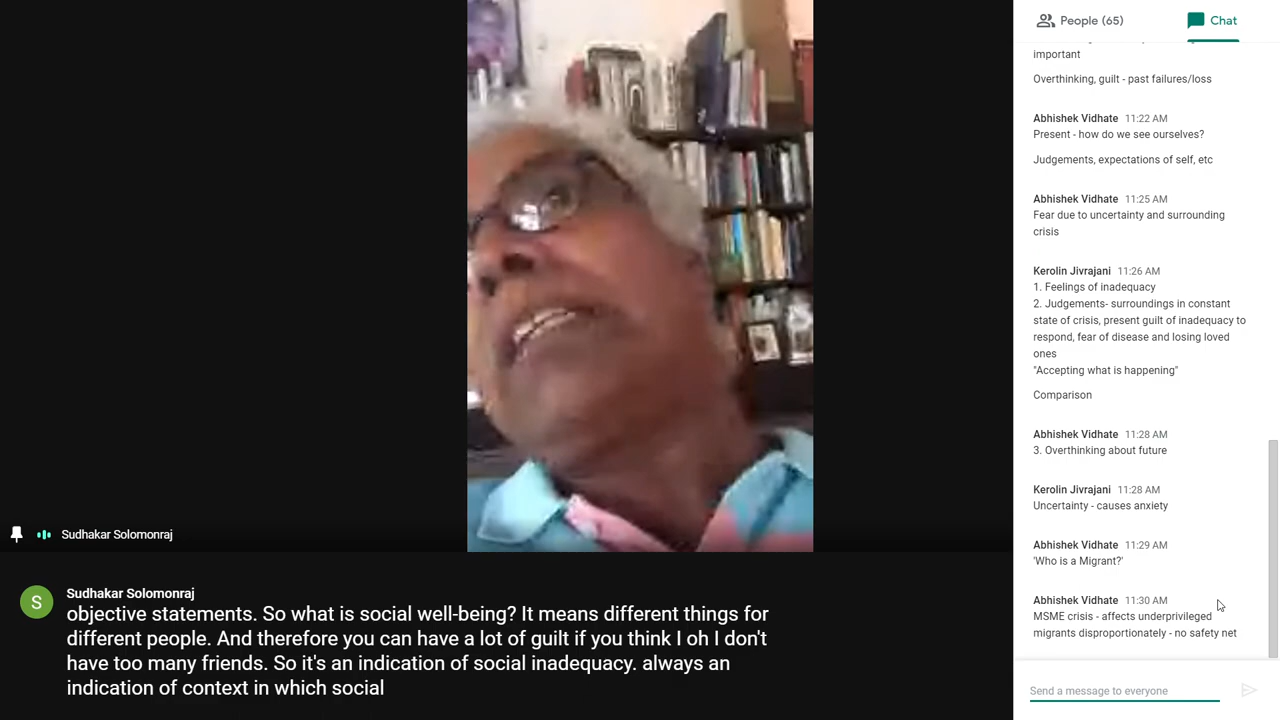 People (65)
Chat
important
Overthinking, guilt - past failures/loss
Abhishek Vidhate 11:22 AM
Present - how do we see ourselves?
Judgements, expectations of self, etc
Abhishek Vidhate 11:25 AM
Fear due to uncertainty and surrounding
crisis
Kerolin Jivrajani 11:26 AM
1. Feelings of inadequacy
2. Judgements- surroundings in constant
state of crisis, present guilt of inadequacy to
respond, fear of disease and losing loved
ones
"Accepting what is happening"
Comparison
Abhishek Vidhate 11:28 AM
3. Overthinking about future
Kerolin Jivrajani 11:28 AM
Uncertainty - causes anxiety
Abhishek Vidhate 11:29 AM
'Who is a Migrant?'
Abhishek Vidhate 11:30 AM
MSME crisis - affects underprivileged
migrants disproportionately - no safety net
Send a message to everyone
Sudhakar Solomonraj
S
Sudhakar Solomonraj
objective statements. So what is social well-being? It means different things for
different people. And therefore you can have a lot of guilt if you think I oh I don't
have too many friends. So it's an indication of social inadequacy. always an
indication of context in which social